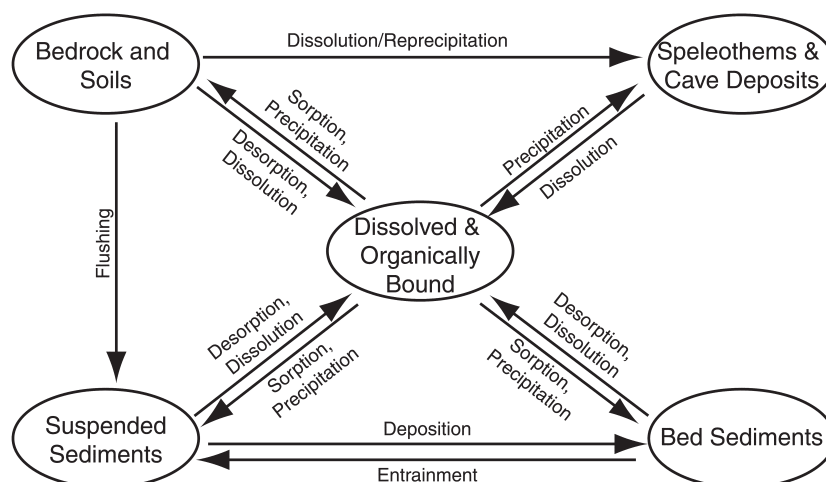 Bedrock and
Soils
Dissolution/Reprecipitation
Speleothems &
Cave Deposits
Sorption,
Precipitation
Desorption,
Dissolution
Precipitation
Dissolution
Flushing
Dissolved &
Organically
Bound
Desorption,
Dissolution
Sorption,
Precipitation
Desorption,
Dissolution
Sorption,
Precipitation
Suspended
Sediments
Deposition
Entrainment
Bed Sediments